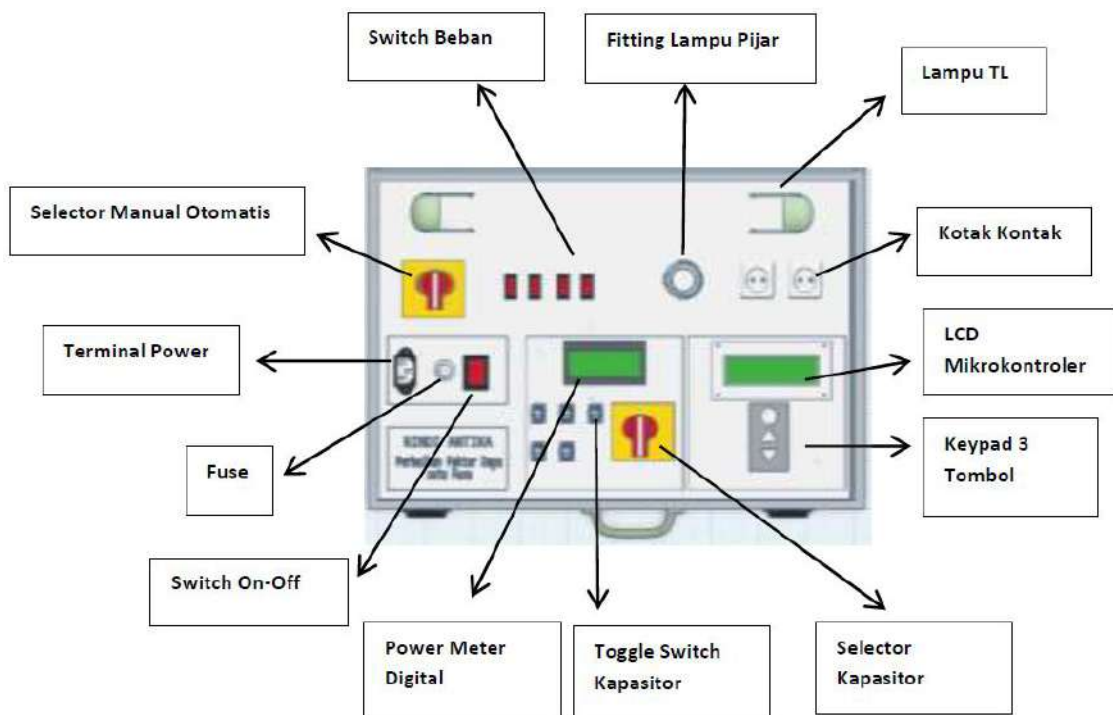 Switch Beban
Fitting Lampu Pijar
Lampu TL
Selector Manual Otomatis
Kotak Kontak
Terminal Power
LCD
Mikrokontroler
Fuse
Keypad 3
Tombol
Switch On-Off
Power Meter
Digital
Toggle Switch
Kapasitor
Selector
Kapasitor